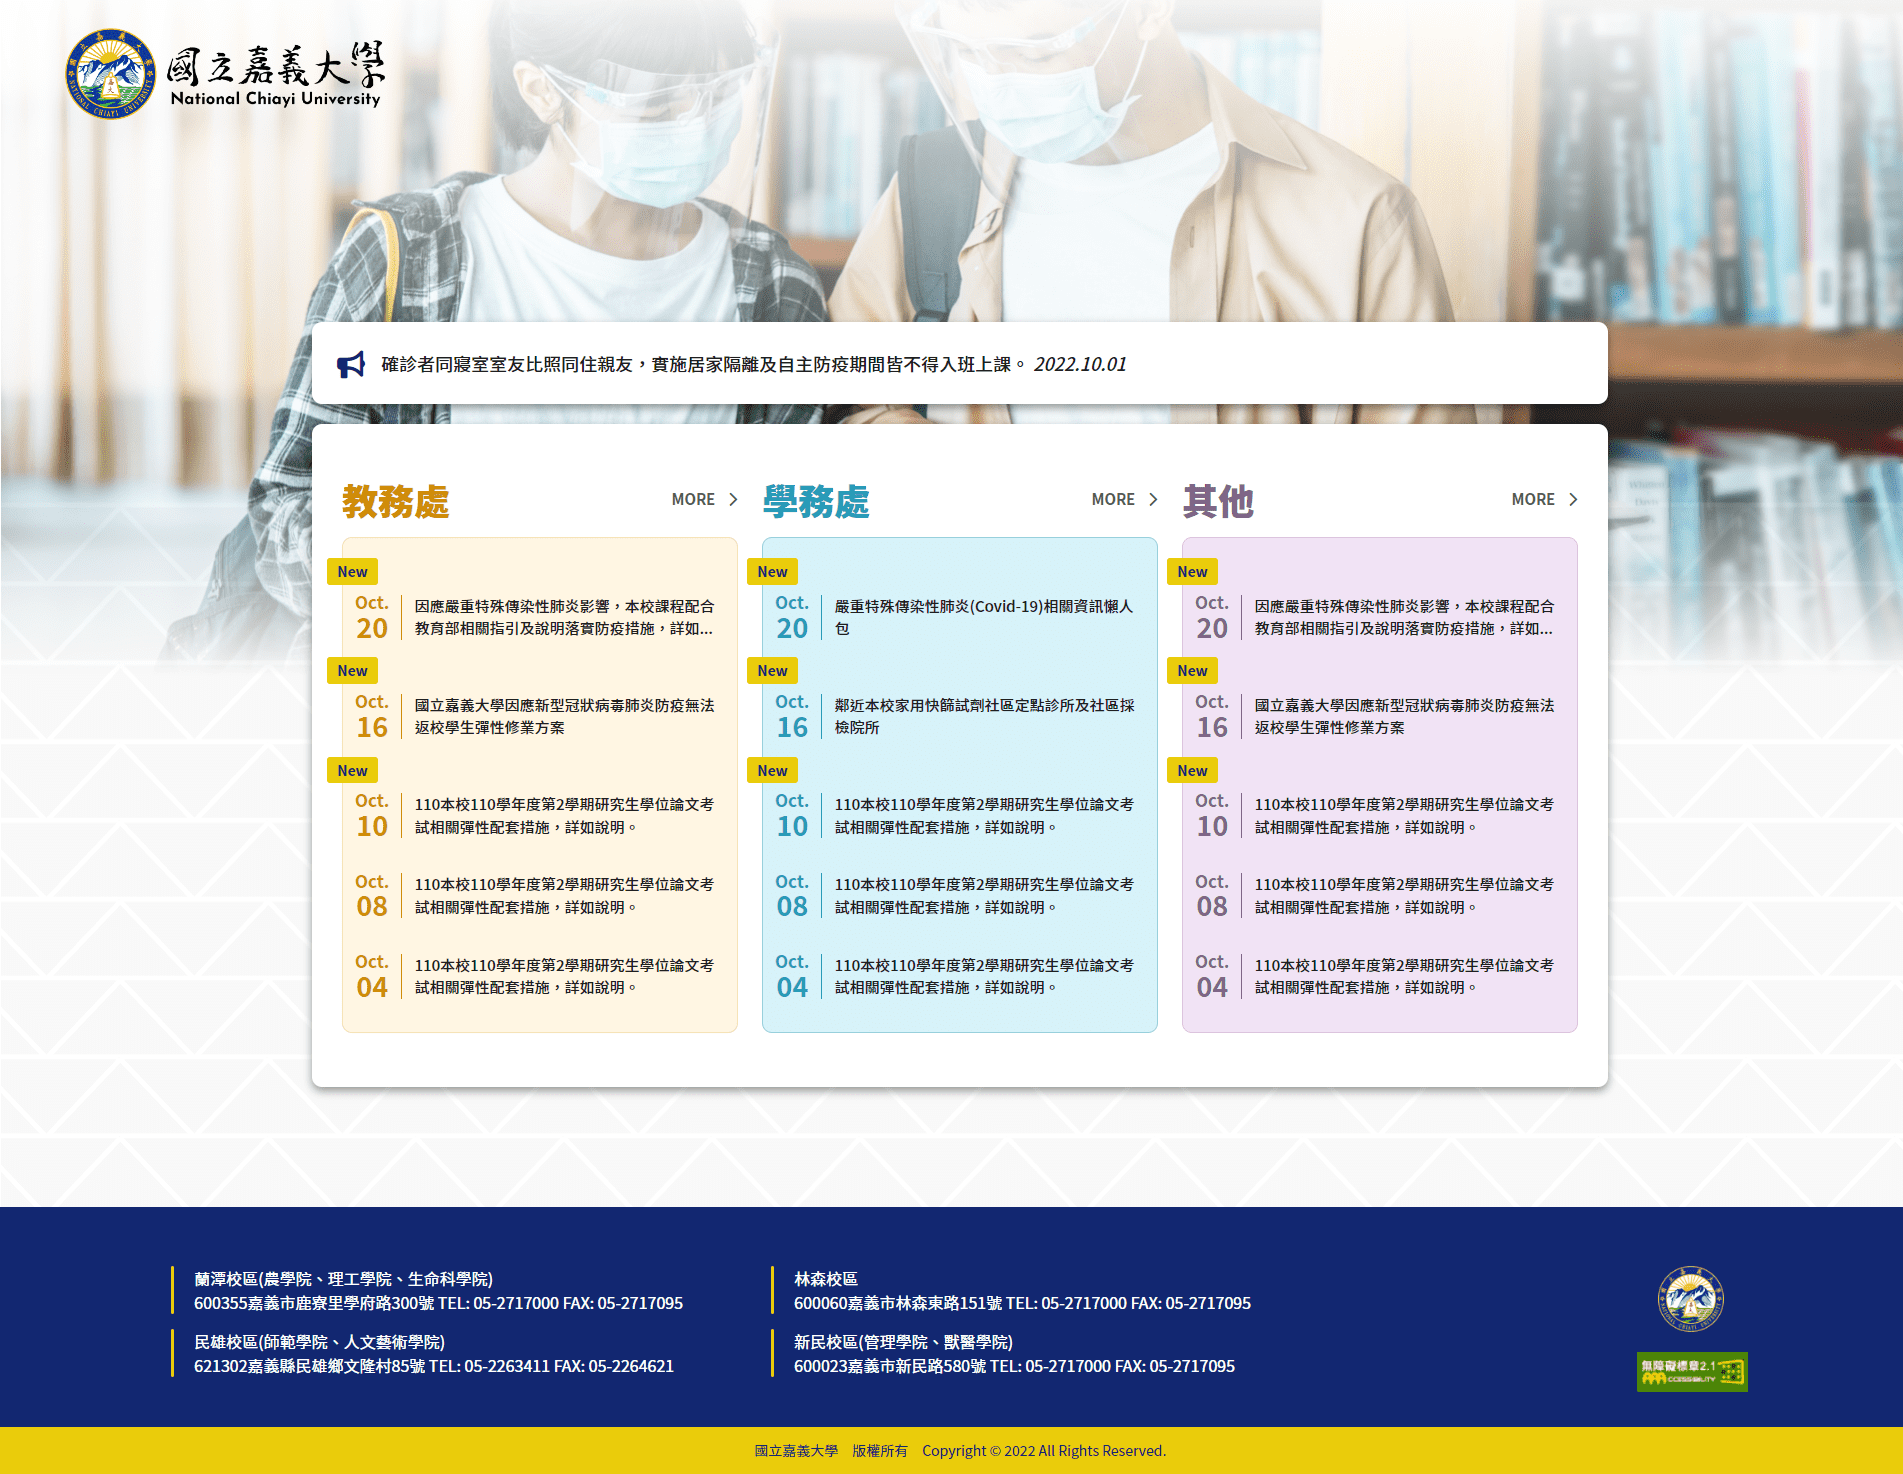 國立嘉義大學
National Chiayi University
確診者同寢室室友比照同住親友，實施居家隔離及自主防疫期間皆不得入班上課。 2022.10.01
教務處
MORE
New
Oct.
20
因應嚴重特殊傳染性肺炎影響，本校課程配合
教育部相關指引及說明落實防疫措施，詳如...
New
Oct.
16
國立嘉義大學因應新型冠狀病毒肺炎防疫無法
返校學生彈性修業方案
New
Oct.
10
110本校110學年度第2學期研究生學位論文考
試相關彈性配套措施，詳如說明。
Oct.
08
110本校110學年度第2學期研究生學位論文考
試相關彈性配套措施，詳如說明。
Oct.
04
110本校110學年度第2學期研究生學位論文考
試相關彈性配套措施，詳如說明。
學務處
MORE
New
Oct.
20
嚴重特殊傳染性肺炎(Covid-19)相關資訊懶人
包
New
Oct.
16
鄰近本校家用快篩試劑社區定點診所及社區採
檢院所
New
Oct.
10
110本校110學年度第2學期研究生學位論文考
試相關彈性配套措施，詳如說明。
Oct.
08
110本校110學年度第2學期研究生學位論文考
試相關彈性配套措施，詳如說明。
Oct.
04
110本校110學年度第2學期研究生學位論文考
試相關彈性配套措施，詳如說明。
其他
MORE
New
Oct.
20
因應嚴重特殊傳染性肺炎影響，本校課程配合
教育部相關指引及說明落實防疫措施，詳如...
New
Oct.
16
國立嘉義大學因應新型冠狀病毒肺炎防疫無法
返校學生彈性修業方案
New
Oct.
10
110本校110學年度第2學期研究生學位論文考
試相關彈性配套措施，詳如說明。
Oct.
08
110本校110學年度第2學期研究生學位論文考
試相關彈性配套措施，詳如說明。
Oct.
04
110本校110學年度第2學期研究生學位論文考
試相關彈性配套措施，詳如說明。
蘭潭校區(農學院、理工學院、生命科學院)
600355嘉義市鹿寮里學府路300號 TEL: 05-2717000 FAX: 05-2717095
民雄校區(師範學院、人文藝術學院)
621302嘉義縣民雄鄉文隆村85號 TEL: 05-2263411 FAX: 05-2264621
林森校區
600060嘉義市林森東路151號 TEL: 05-2717000 FAX: 05-2717095
新民校區(管理學院、獸醫學院)
600023嘉義市新民路580號 TEL: 05-2717000 FAX: 05-2717095
無障礙標章2.1
CCESSIBILITY
國立嘉義大學　版權所有　Copyright © 2022 All Rights Reserved.